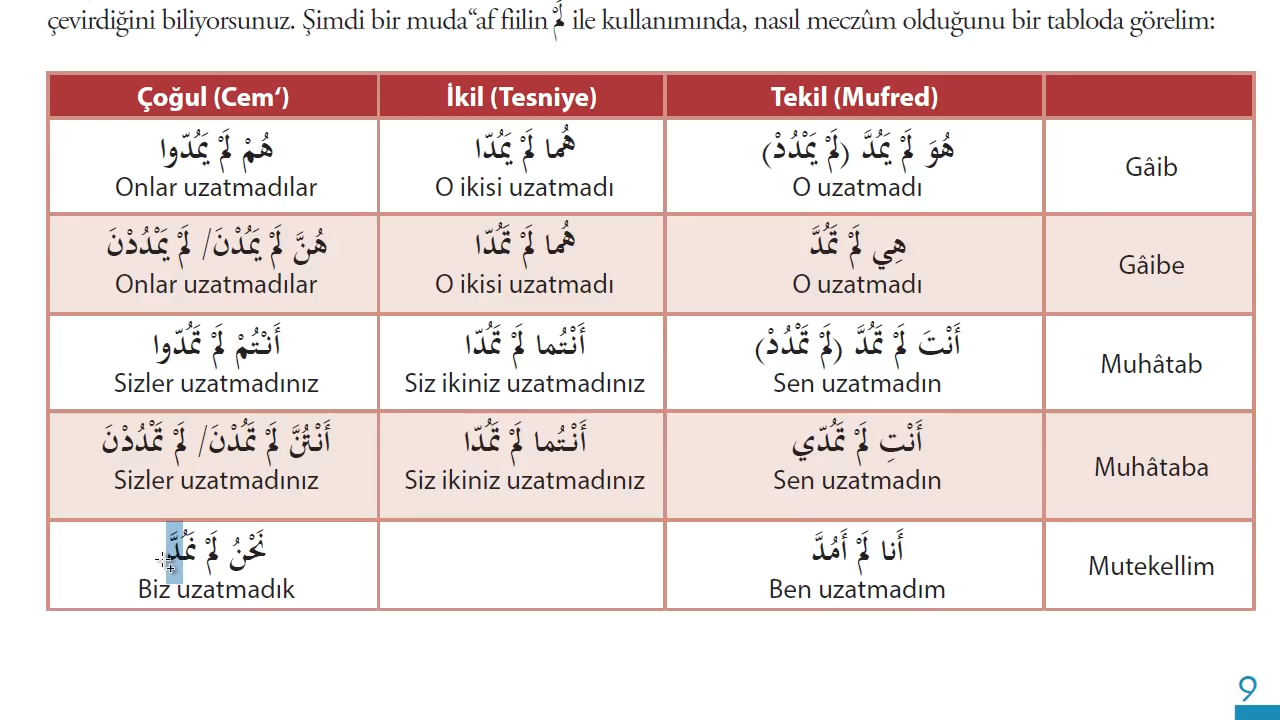 çevirdiğini biliyorsunuz. Şimdi bir muda“af fiilin لَمْ ile kullanımında, nasıl meczûm olduğunu bir tabloda görelim:
Çoğul (Cem‘) İkil (Tesniye) Tekil (Mufred)
هُمْ لَمْ يَمُدّوا هُما لَمْ يَمُدّا هُوَ لَمْ يَمُدَّ (لَمْ يَمْدُدْ)
Onlar uzatmadılar O ikisi uzatmadı O uzatmadı Gâib
هُنَّ لَمْ يَمُدْنَ/ لَمْ يَمْدُدْنَ هُما لَمْ تَمُدّا هِي لَمْ تَمُدَّ
Onlar uzatmadılar O ikisi uzatmadı O uzatmadı Gâibe
أَنْتُمْ لَمْ تَمُدّوا أَنْتُما لَمْ تَمُدّا أَنْتَ لَمْ تَمُدَّ (لَمْ تَمْدُدْ)
Sizler uzatmadınız Siz ikiniz uzatmadınız Sen uzatmadın Muhâtab
أَنْتُنَّ لَمْ تَمُدْنَ/ لَمْ تَمْدُدْنَ أَنْتُما لَمْ تَمُدّا أَنْتِ لَمْ تَمُدّي
Sizler uzatmadınız Siz ikiniz uzatmadınız Sen uzatmadın Muhâtaba
نَحْنُ لَمْ نَمُدَّ أَنا لَمْ أَمُدَّ
Biz uzatmadık Ben uzatmadım Mutekellim
9